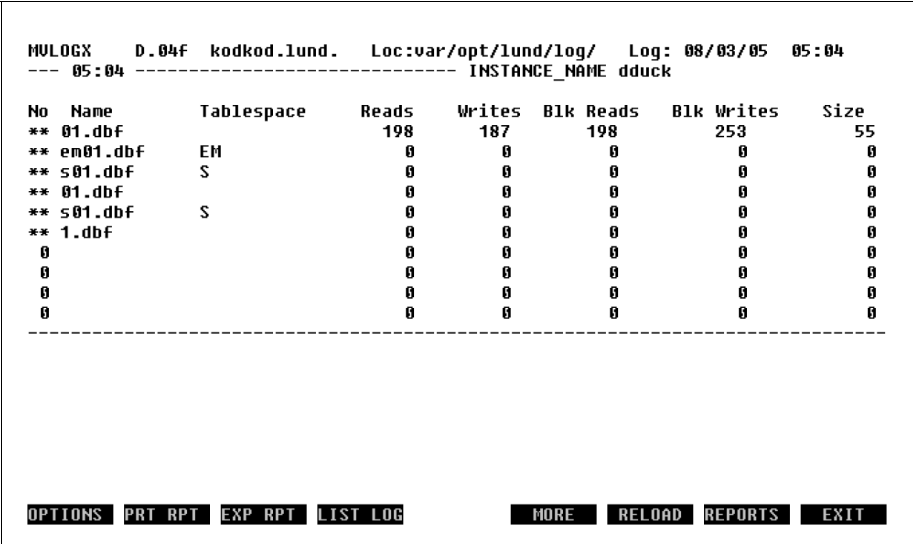 MVLOGX D.04f kodkod.lund. Loc:var/opt/lund/log/ Log: 08/03/05 05:04
--- 05:04 ------------------------------ INSTANCE_NAME dduck
No Name Tablespace Reads Writes Blk Reads Blk Writes Size
** 01.dbf 198 187 198 253 55
** em01.dbf EM 0 0 0 0 0
** s01.dbf S 0 0 0 0 0
** 01.dbf 0 0 0 0 0
** s01.dbf S 0 0 0 0 0
** 1.dbf 0 0 0 0 0
0 0 0 0 0 0
0 0 0 0 0 0
0 0 0 0 0 0
0 0 0 0 0 0
--------------------------------------------------------------------------------
OPTIONS PRT RPT EXP RPT LIST LOG MORE RELOAD REPORTS EXIT